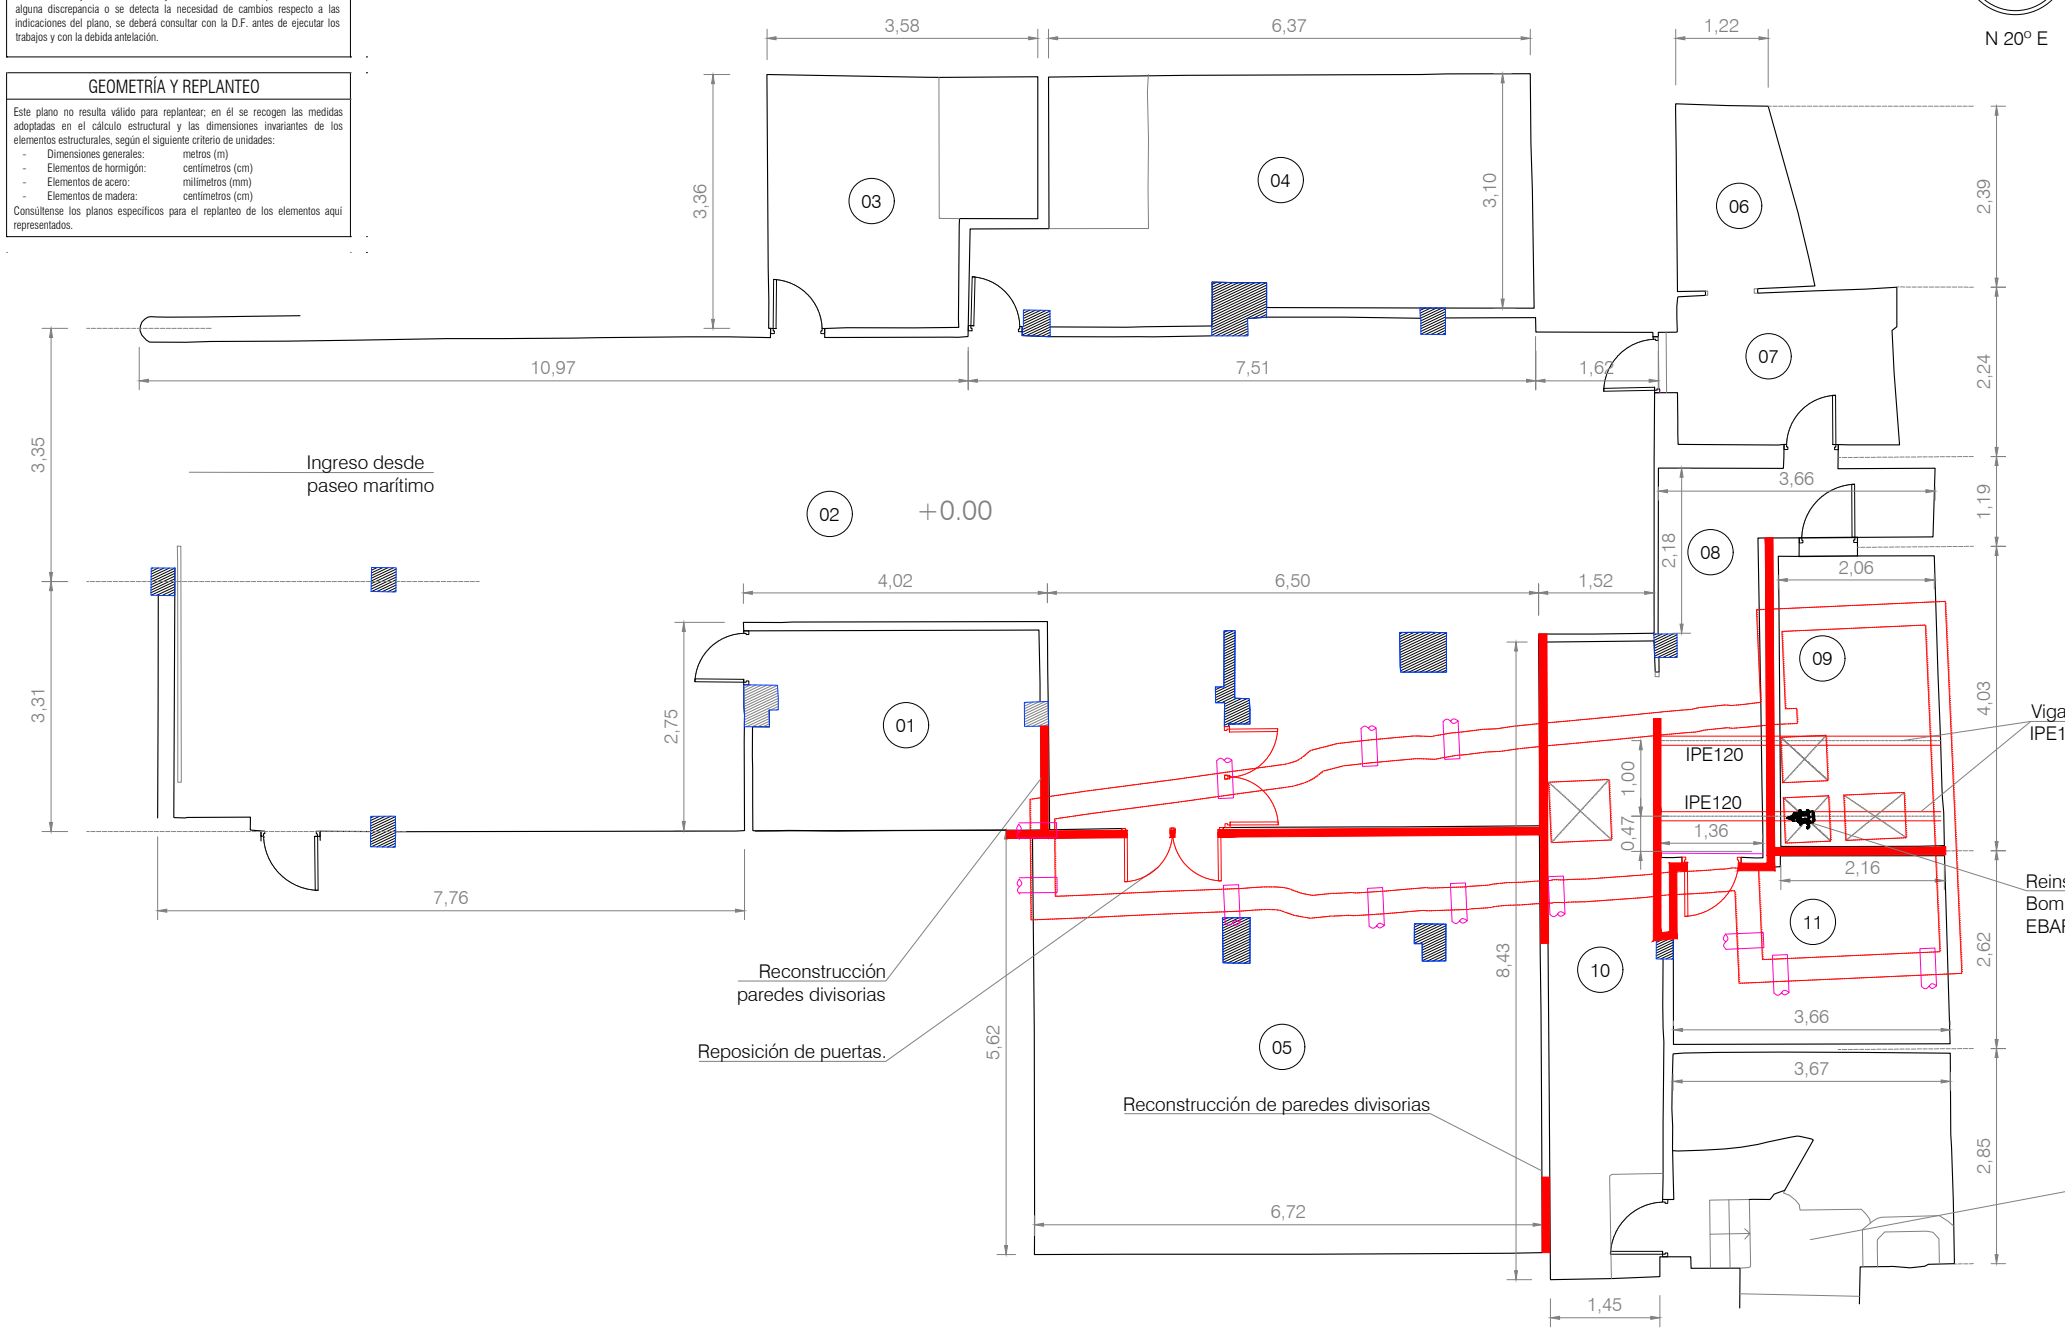 alguna discrepancia o se detecta la necesidad de cambios respecto a las
indicaciones del plano, se deberá consultar con la D.F. antes de ejecutar los
trabajos y con la debida antelación.
GEOMETRÍA Y REPLANTEO
Este plano no resulta válido para replantear; en él se recogen las medidas
adoptadas en el cálculo estructural y las dimensiones invariantes de los
elementos estructurales, según el siguiente criterio de unidades:
- Dimensiones generales: metros (m)
- Elementos de hormigón: centímetros (cm)
- Elementos de acero: milímetros (mm)
- Elementos de madera: centímetros (cm)
Consúltense los planos específicos para el replanteo de los elementos aquí
representados.
N 20º E
3,58
6,37
1,22
3,36
03
04
3,10
06
2,39
10,97
7,51
1,62
07
2,24
3,35
Ingreso desde
paseo marítimo
02
+0.00
3,66
1,19
2,18
08
2,06
4,02
6,50
1,52
3,31
2,75
01
09
4,03
Viga
IPE1
IPE120
1,00
IPE120
0,47
1,36
2,16
7,76
Reins
Bom
EBAF
11
2,62
Reconstrucción
paredes divisorias
8,43
10
3,66
5,62
05
Reposición de puertas.
3,67
Reconstrucción de paredes divisorias
2,85
6,72
1,45